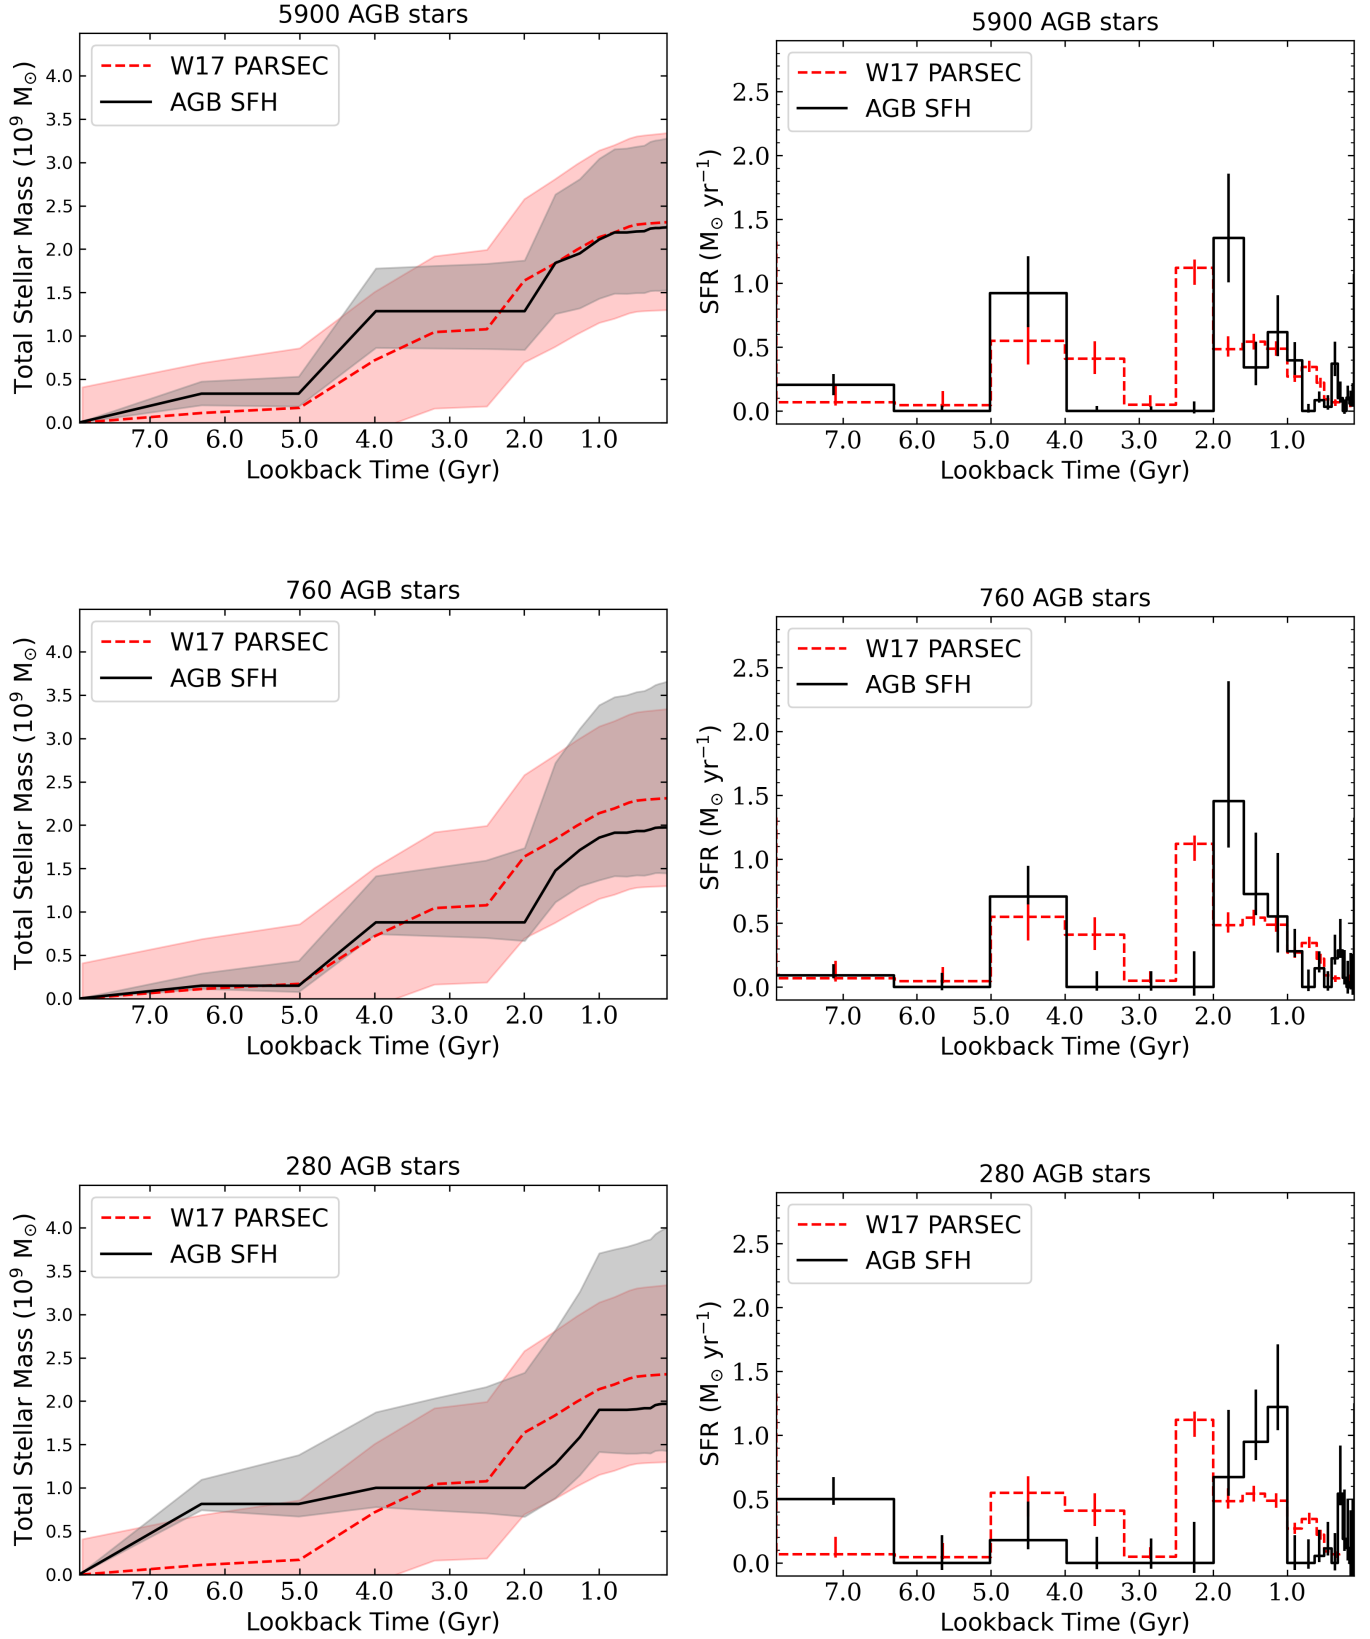 5900 AGB stars
Total Stellar Mass (10⁹ M⊙)
4.0
3.5
3.0
2.5
2.0
1.5
1.0
0.5
0.0
W17 PARSEC
AGB SFH
7.0 6.0 5.0 4.0 3.0 2.0 1.0
Lookback Time (Gyr)
5900 AGB stars
SFR (M⊙ yr⁻¹)
2.5
2.0
1.5
1.0
0.5
0.0
W17 PARSEC
AGB SFH
7.0 6.0 5.0 4.0 3.0 2.0 1.0
Lookback Time (Gyr)
760 AGB stars
Total Stellar Mass (10⁹ M⊙)
4.0
3.5
3.0
2.5
2.0
1.5
1.0
0.5
0.0
W17 PARSEC
AGB SFH
7.0 6.0 5.0 4.0 3.0 2.0 1.0
Lookback Time (Gyr)
760 AGB stars
SFR (M⊙ yr⁻¹)
2.5
2.0
1.5
1.0
0.5
0.0
W17 PARSEC
AGB SFH
7.0 6.0 5.0 4.0 3.0 2.0 1.0
Lookback Time (Gyr)
280 AGB stars
Total Stellar Mass (10⁹ M⊙)
4.0
3.5
3.0
2.5
2.0
1.5
1.0
0.5
0.0
W17 PARSEC
AGB SFH
7.0 6.0 5.0 4.0 3.0 2.0 1.0
Lookback Time (Gyr)
280 AGB stars
SFR (M⊙ yr⁻¹)
2.5
2.0
1.5
1.0
0.5
0.0
W17 PARSEC
AGB SFH
7.0 6.0 5.0 4.0 3.0 2.0 1.0
Lookback Time (Gyr)